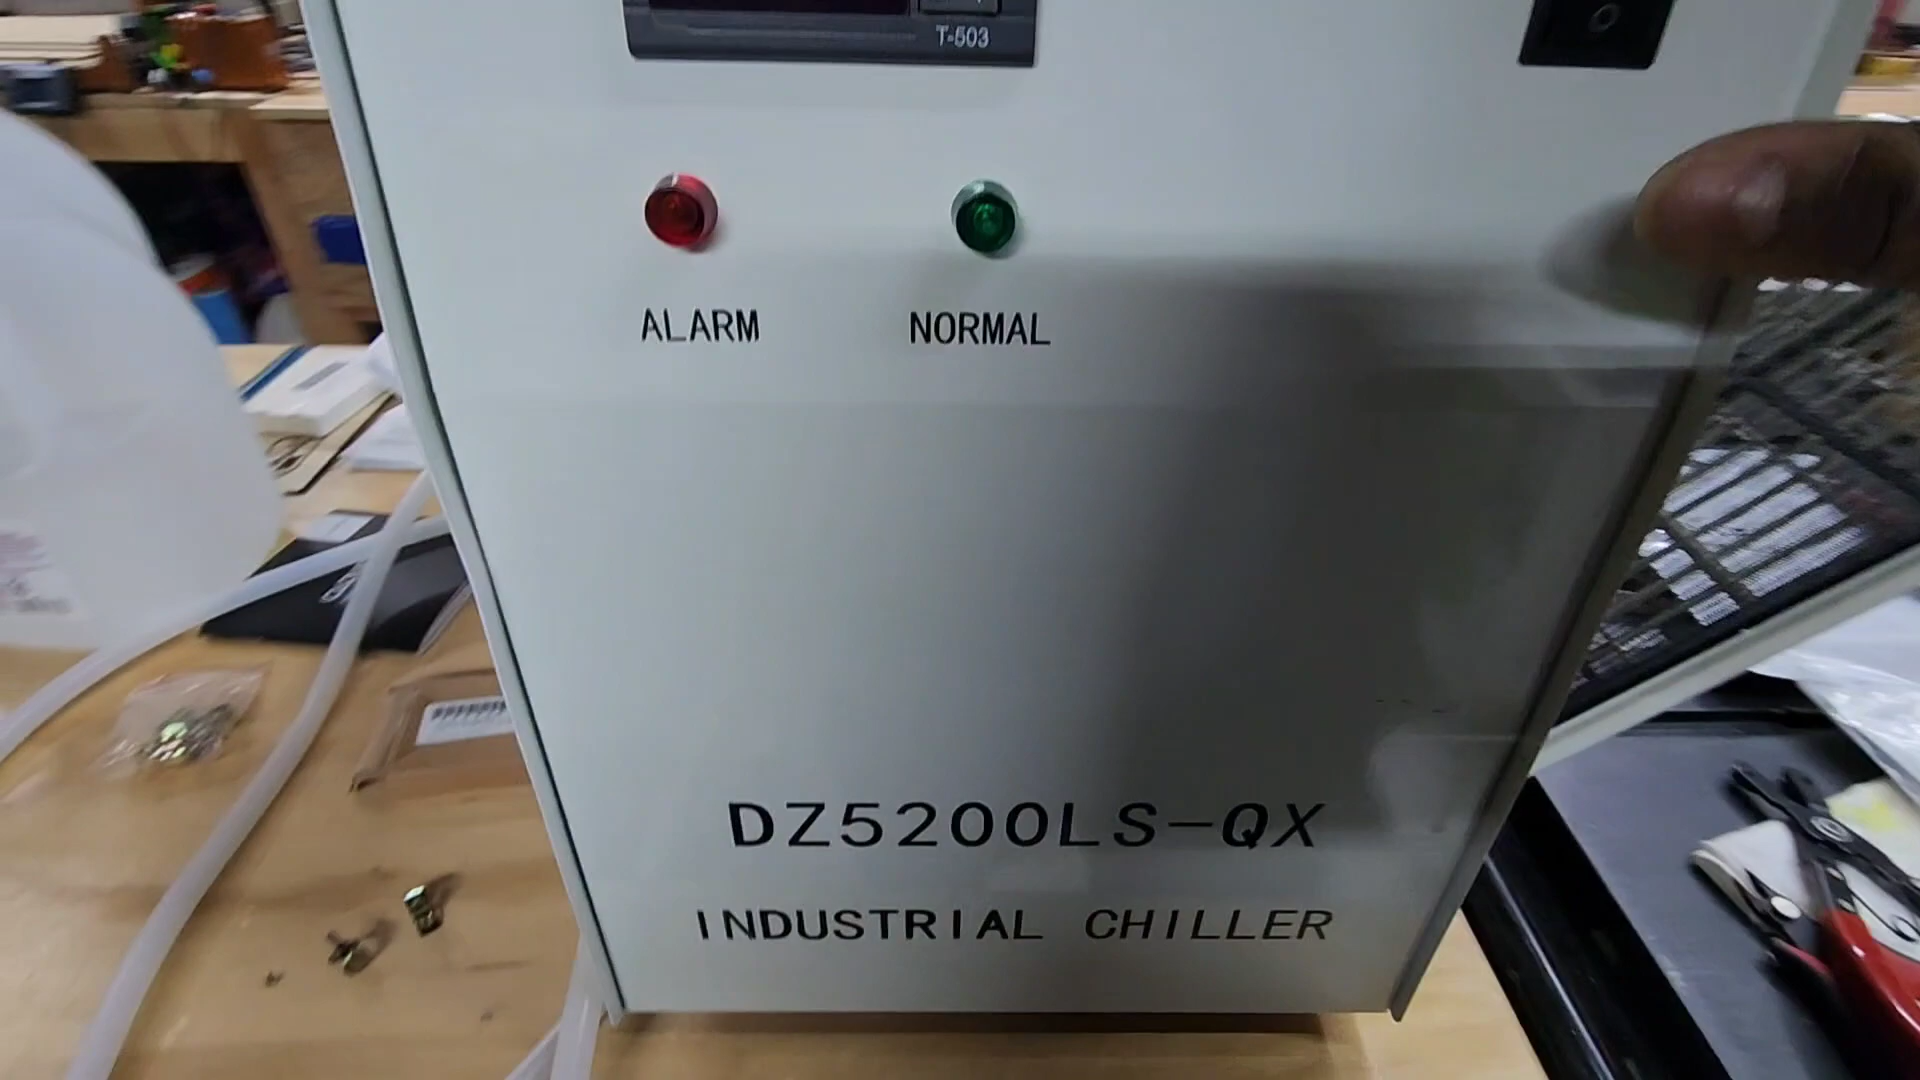 T-503
ALARM
NORMAL
DZ5200LS-QX
INDUSTRIAL CHILLER